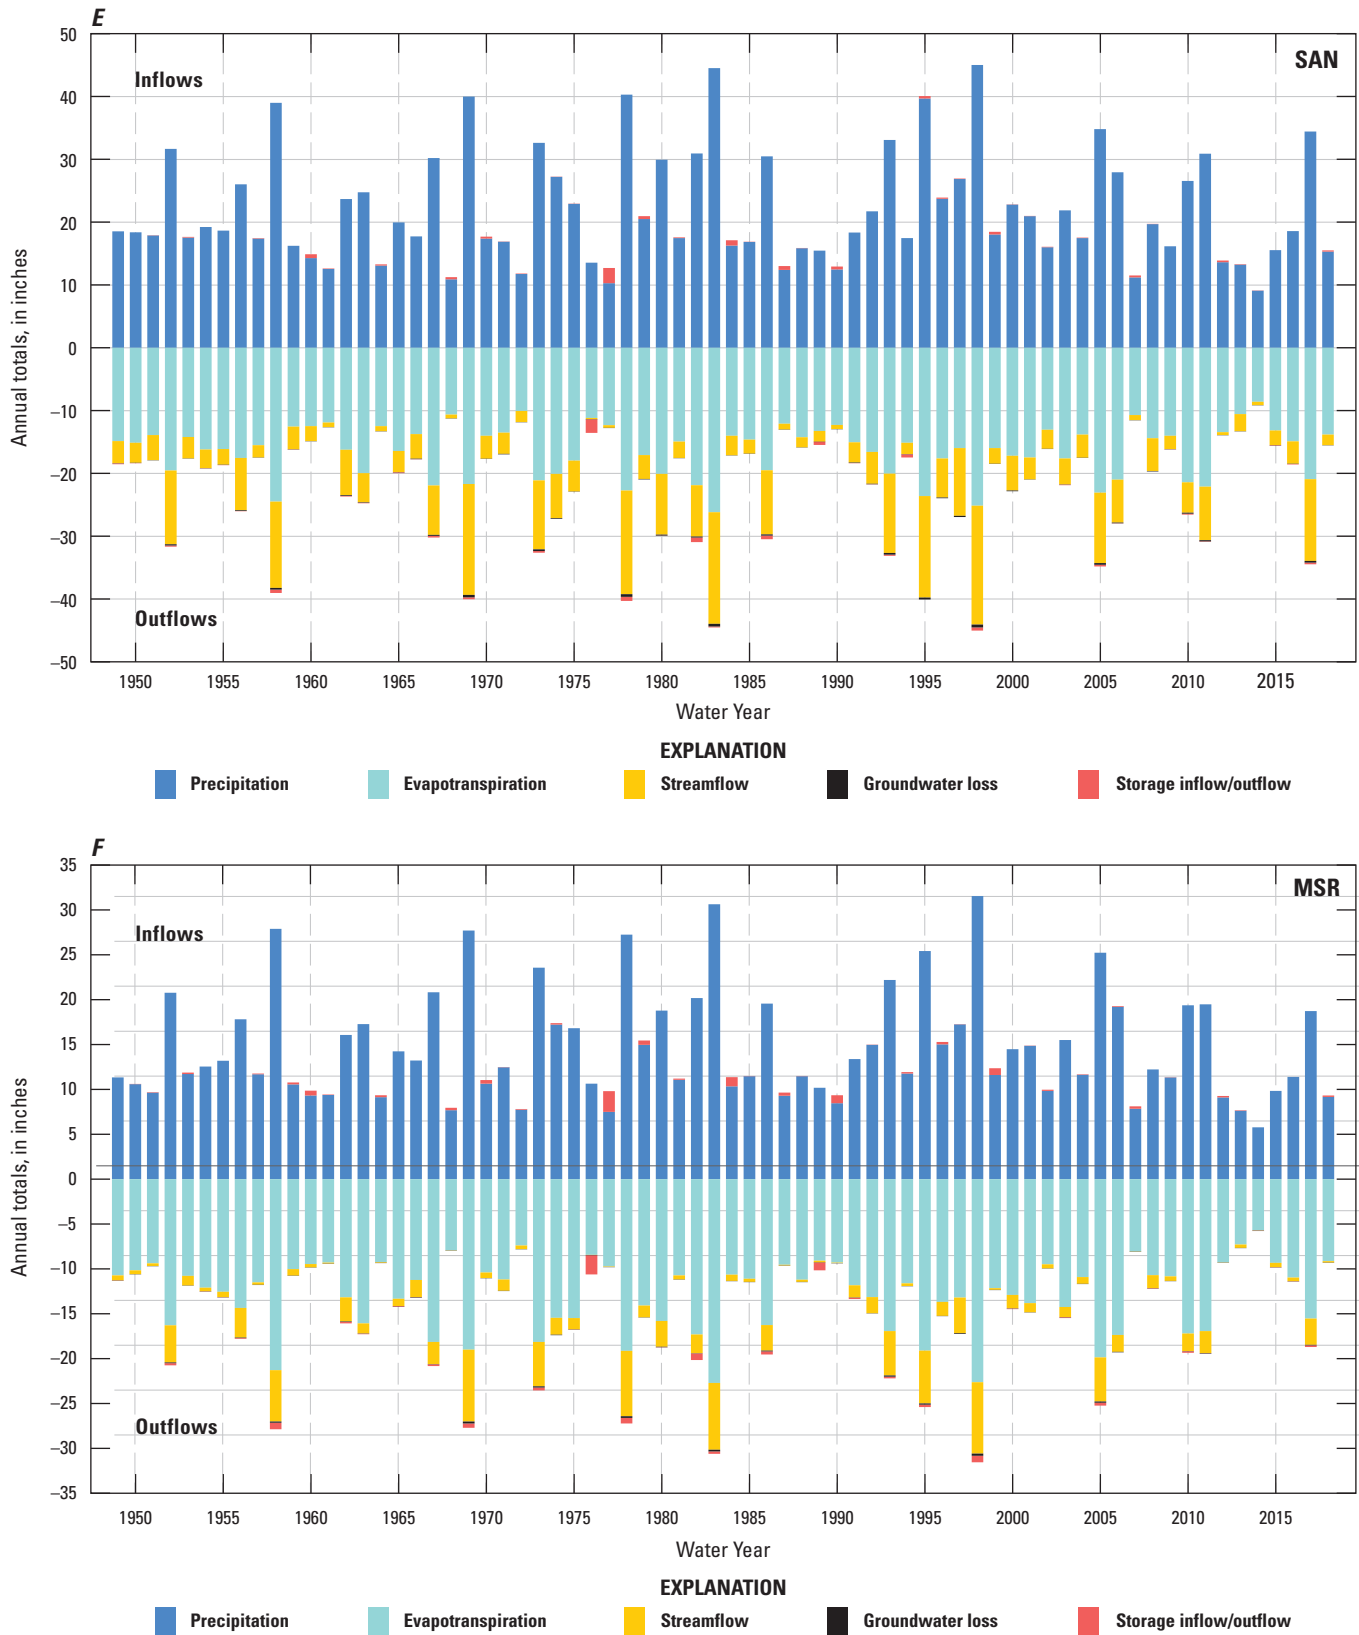 E
50
40
30
20
10
0
–10
–20
–30
–40
–50
Annual totals, in inches
SAN
Inflows
Outflows
1950 1955 1960 1965 1970 1975 1980 1985 1990 1995 2000 2005 2010 2015
Water Year
EXPLANATION
Precipitation Evapotranspiration Streamflow Groundwater loss Storage inflow/outflow
F
35
30
25
20
15
10
5
0
–5
–10
–15
–20
–25
–30
–35
Annual totals, in inches
MSR
Inflows
Outflows
1950 1955 1960 1965 1970 1975 1980 1985 1990 1995 2000 2005 2010 2015
Water Year
EXPLANATION
Precipitation Evapotranspiration Streamflow Groundwater loss Storage inflow/outflow